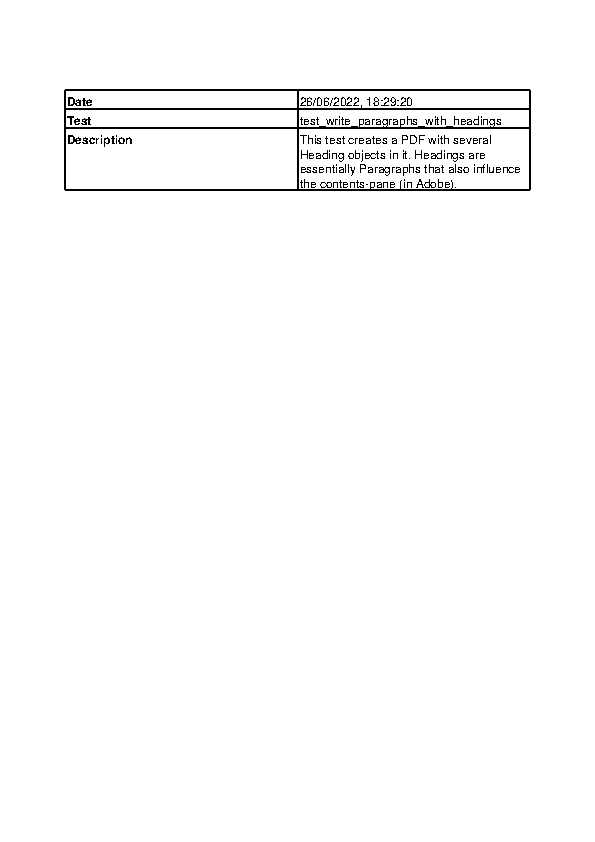 Date 26/06/2022, 18:29:20
Test test_write_paragraphs_with_headings
Description This test creates a PDF with several
Heading objects in it. Headings are
essentially Paragraphs that also influence
the contents-pane (in Adobe).